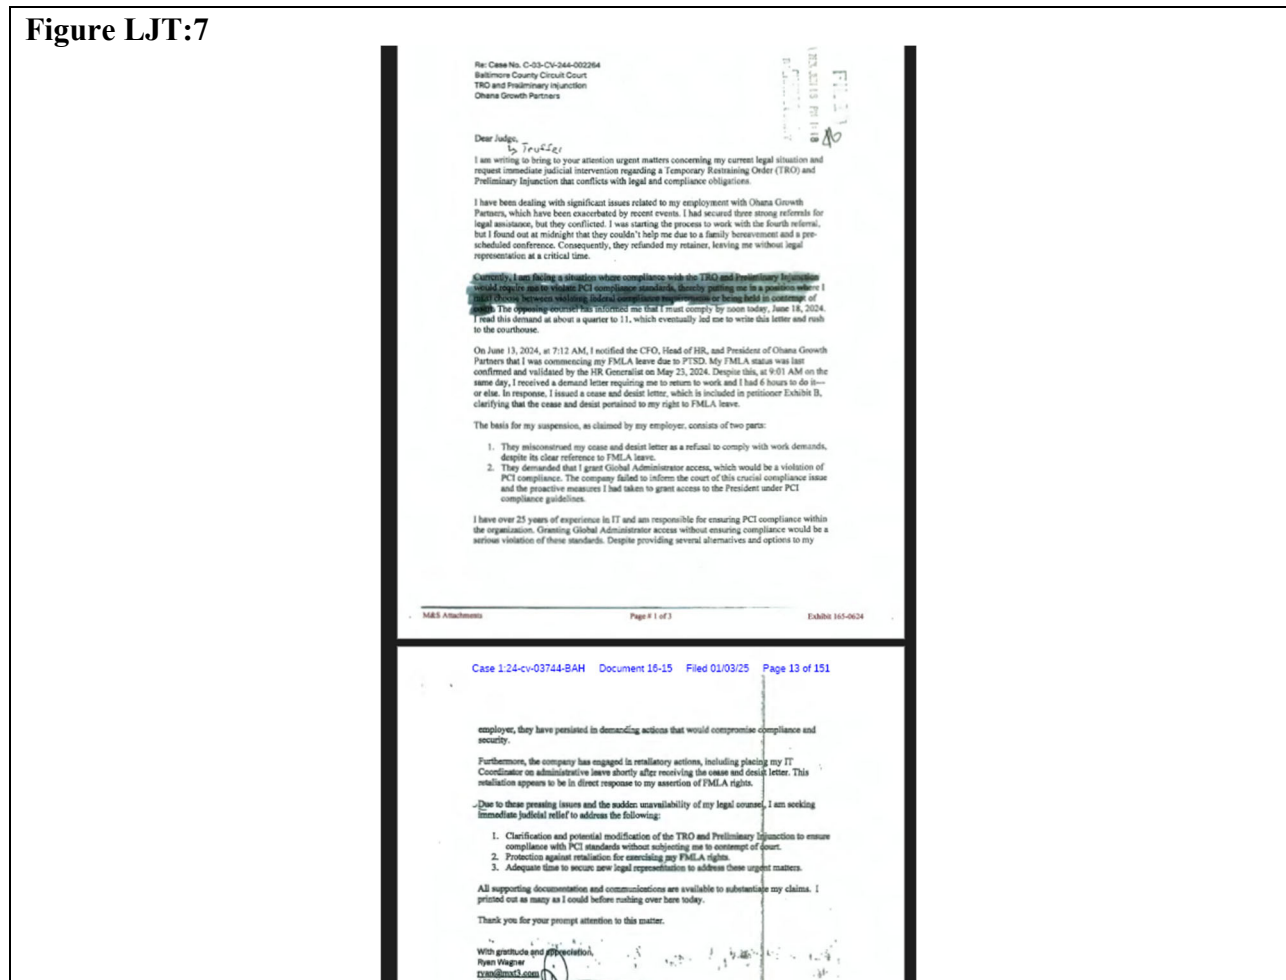 Figure LJT:7
Re: Case No. C-03-CV-244-002264
Baltimore County Circuit Court
TRO and Preliminary Injunction
Ohana Growth Partners
Dear Judge,
↳ Truffer
I am writing to bring to your attention urgent matters concerning my current legal situation and
request immediate judicial intervention regarding a Temporary Restraining Order (TRO) and
Preliminary Injunction that conflicts with legal and compliance obligations.
I have been dealing with significant issues related to my employment with Ohana Growth
Partners, which have been exacerbated by recent events. I had secured three strong referrals for
legal assistance, but they conflicted. I was starting the process to work with the fourth referral,
but I found out at midnight that they couldn't help me due to a family bereavement and a pre-
scheduled conference. Consequently, they refunded my retainer, leaving me without legal
representation at a critical time.
Currently, I am facing a situation where compliance with the TRO and Preliminary Injunction
would require me to violate PCI compliance standards, thereby putting me in a position where I
must choose between violating federal compliance requirements or being held in contempt of
court. The opposing counsel has informed me that I must comply by noon today, June 18, 2024.
I read this demand at about a quarter to 11, which eventually led me to write this letter and rush
to the courthouse.
On June 13, 2024, at 7:12 AM, I notified the CFO, Head of HR, and President of Ohana Growth
Partners that I was commencing my FMLA leave due to PTSD. My FMLA status was last
confirmed and validated by the HR Generalist on May 23, 2024. Despite this, at 9:01 AM on the
same day, I received a demand letter requiring me to return to work and I had 6 hours to do it—
or else. In response, I issued a cease and desist letter, which is included in petitioner Exhibit B,
clarifying that the cease and desist pertained to my right to FMLA leave.
The basis for my suspension, as claimed by my employer, consists of two parts:
1. They misconstrued my cease and desist letter as a refusal to comply with work demands,
despite its clear reference to FMLA leave.
2. They demanded that I grant Global Administrator access, which would be a violation of
PCI compliance. The company failed to inform the court of this crucial compliance issue
and the proactive measures I had taken to grant access to the President under PCI
compliance guidelines.
I have over 25 years of experience in IT and am responsible for ensuring PCI compliance within
the organization. Granting Global Administrator access without ensuring compliance would be a
serious violation of these standards. Despite providing several alternatives and options to my
M&S Attachments Page # 1 of 3 Exhibit 165-0624
Case 1:24-cv-03744-BAH Document 16-15 Filed 01/03/25 Page 13 of 151
employer, they have persisted in demanding actions that would compromise compliance and
security.
Furthermore, the company has engaged in retaliatory actions, including placing my IT
Coordinator on administrative leave shortly after receiving the cease and desist letter. This
retaliation appears to be in direct response to my assertion of FMLA rights.
Due to these pressing issues and the sudden unavailability of my legal counsel, I am seeking
immediate judicial relief to address the following:
1. Clarification and potential modification of the TRO and Preliminary Injunction to ensure
compliance with PCI standards without subjecting me to contempt of court.
2. Protection against retaliation for exercising my FMLA rights.
3. Adequate time to secure new legal representation to address these urgent matters.
All supporting documentation and communications are available to substantiate my claims. I
printed out as many as I could before rushing over here today.
Thank you for your prompt attention to this matter.
With gratitude and appreciation,
Ryan Wagner
ryan@mxt3.com